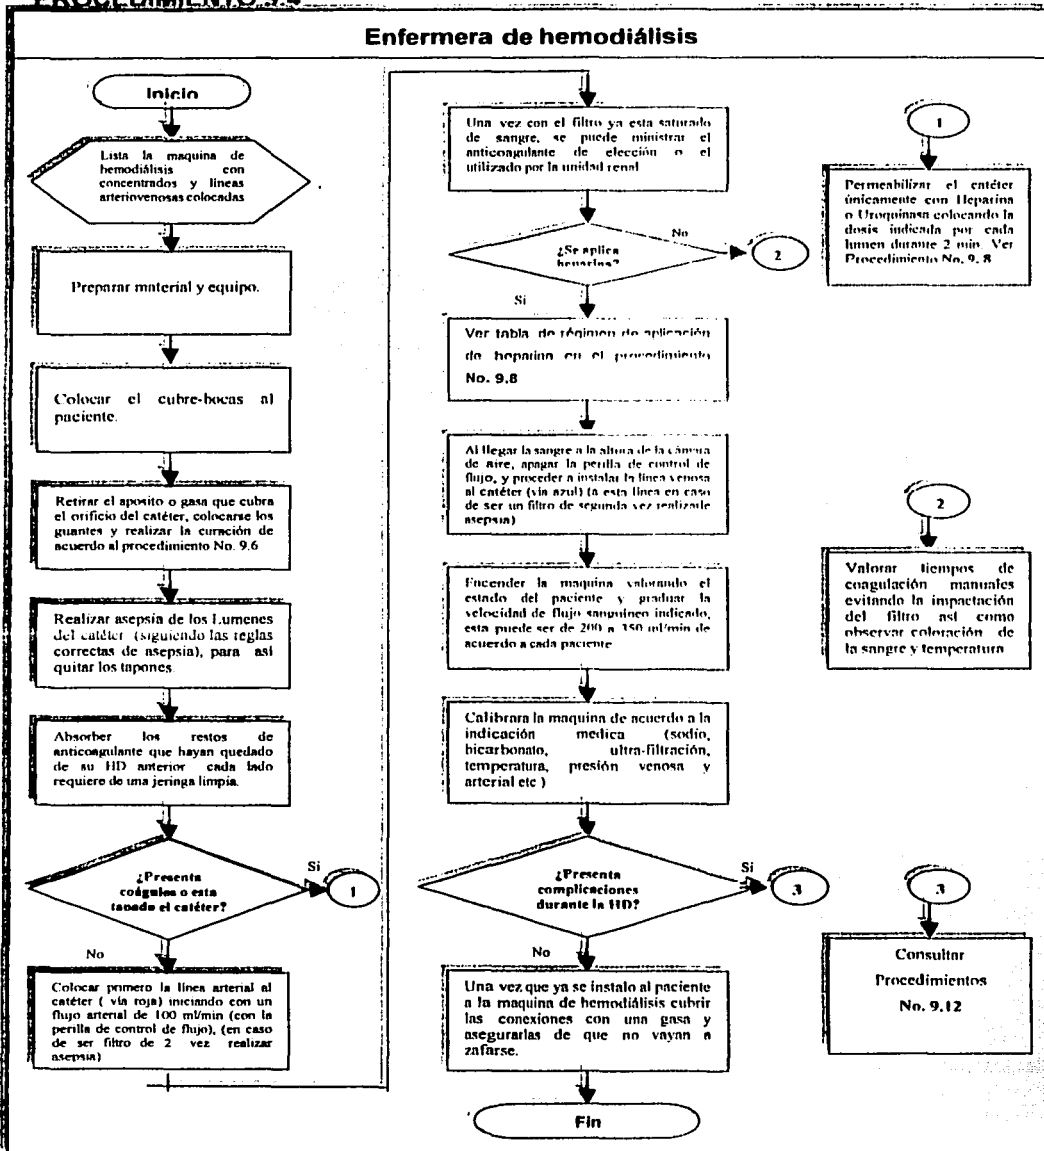 PROCEDIMIENTO 9.4
Enfermera de hemodiálisis
Inicio
Lista la maquina de
hemodiálisis con
concentrados y lineas
arteriovenosas colocadas
Preparar material y equipo.
Colocar el cubre-bocas al
paciente.
Retirar el aposito o gasa que cubra
el orificio del catéter, colocarse los
guantes y realizar la curación de
acuerdo al procedimiento No. 9.6
Realizar asepsia de los Lumenes
del catéter (siguiendo las reglas
correctas de asepsia), para así
quitar los tapones.
Absorber los restos de
anticoagulante que hayan quedado
de su HD anterior cada lado
requiere de una jeringa limpia.
¿Presenta
coágulos o esta
tapado el catéter?
Si
1
No
Colocar primero la línea arterial al
catéter ( via roja) iniciando con un
flujo arterial de 100 ml/min (con la
perilla de control de flujo), (en caso
de ser filtro de 2 vez realizar
asepsia)
Una vez con el filtro ya esta saturado
de sangre, se puede ministrar el
anticoagulante de elección o el
utilizado por la unidad renal
¿Se aplica
heparina?
No
2
Si
Ver tabla de régimen de aplicación
de heparina en el procedimiento
No. 9.8
Al llegar la sangre a la altura de la cámara
de aire, apagar la perilla de control de
flujo, y proceder a instalar la línea venosa
al catéter (vía azul) (a esta línea en caso
de ser un filtro de segunda vez realizarle
asepsia)
Encender la maquina valorando el
estado del paciente y graduar la
velocidad de flujo sanguíneo indicado,
esta puede ser de 200 a 350 ml/min de
acuerdo a cada paciente
Calibrara la maquina de acuerdo a la
indicación medica (sodio,
bicarbonato, ultra-filtración,
temperatura, presión venosa y
arterial etc )
¿Presenta
complicaciones
durante la HD?
Si
3
No
Una vez que ya se instalo al paciente
a la maquina de hemodiálisis cubrir
las conexiones con una gasa y
asegurarlas de que no vayan a
zafarse.
Fin
1
Permeabilizar el catéter
únicamente con Heparina
o Uroquinasa colocando la
dosis indicada por cada
lumen durante 2 min. Ver
Procedimiento No. 9. 8
2
Valorar tiempos de
coagulación manuales
evitando la impactación
del filtro así como
observar coloración de
la sangre y temperatura
3
Consultar
Procedimientos
No. 9.12